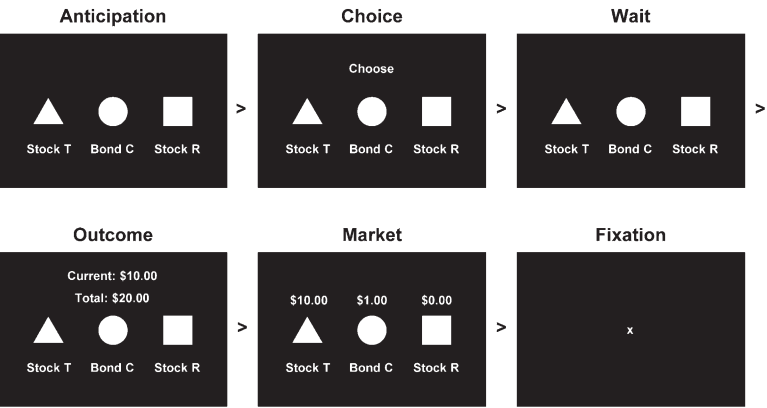 Anticipation
Choice
Wait
Choose
Stock T Bond C Stock R
>
Stock T Bond C Stock R
>
Stock T Bond C Stock R
>
Outcome
Market
Fixation
Current: $10.00
Total: $20.00
Stock T Bond C Stock R
>
$10.00 $1.00 $0.00
Stock T Bond C Stock R
>
x